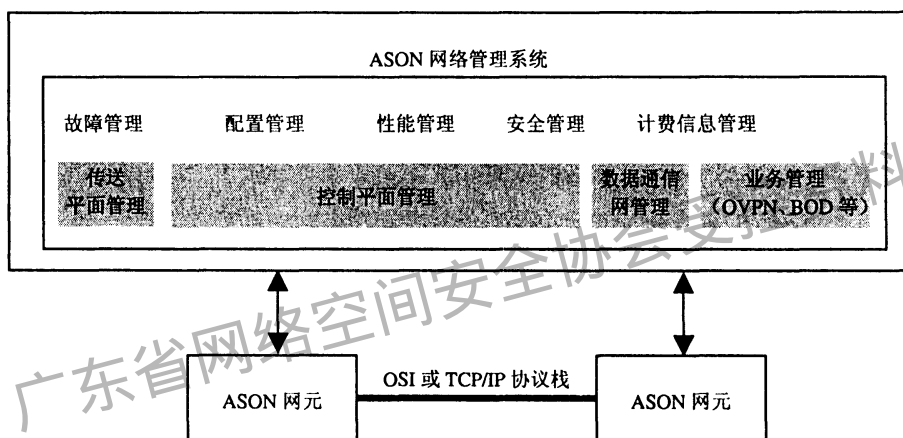 ASON 网络管理系统
故障管理 配置管理 性能管理 安全管理 计费信息管理
传送
平面管理
控制平面管理
数据通信
网管理
业务管理
（OVPN、BOD 等）
OSI 或 TCP/IP 协议栈
ASON 网元
ASON 网元
广东省网络空间安全协会受控资料